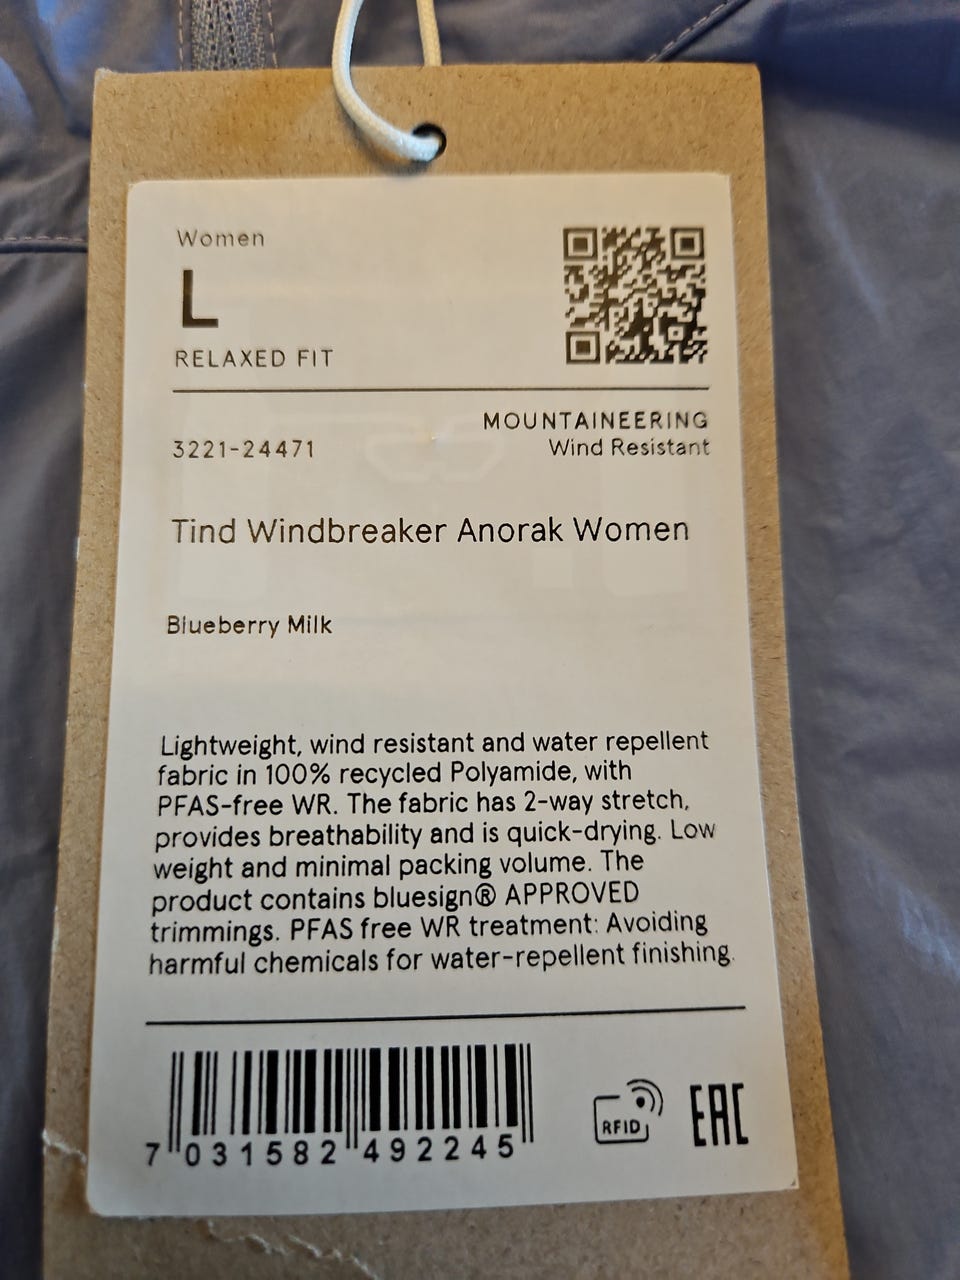 Women
L
RELAXED FIT
MOUNTAINEERING
3221-24471
Wind Resistant
Tind Windbreaker Anorak Women
Blueberry Milk
Lightweight, wind resistant and water repellent
fabric in 100% recycled Polyamide, with
PFAS-free WR. The fabric has 2-way stretch,
provides breathability and is quick-drying. Low
weight and minimal packing volume. The
product contains bluesign® APPROVED
trimmings. PFAS free WR treatment: Avoiding
harmful chemicals for water-repellent finishing.
7 031582 492245
RFID
EAC